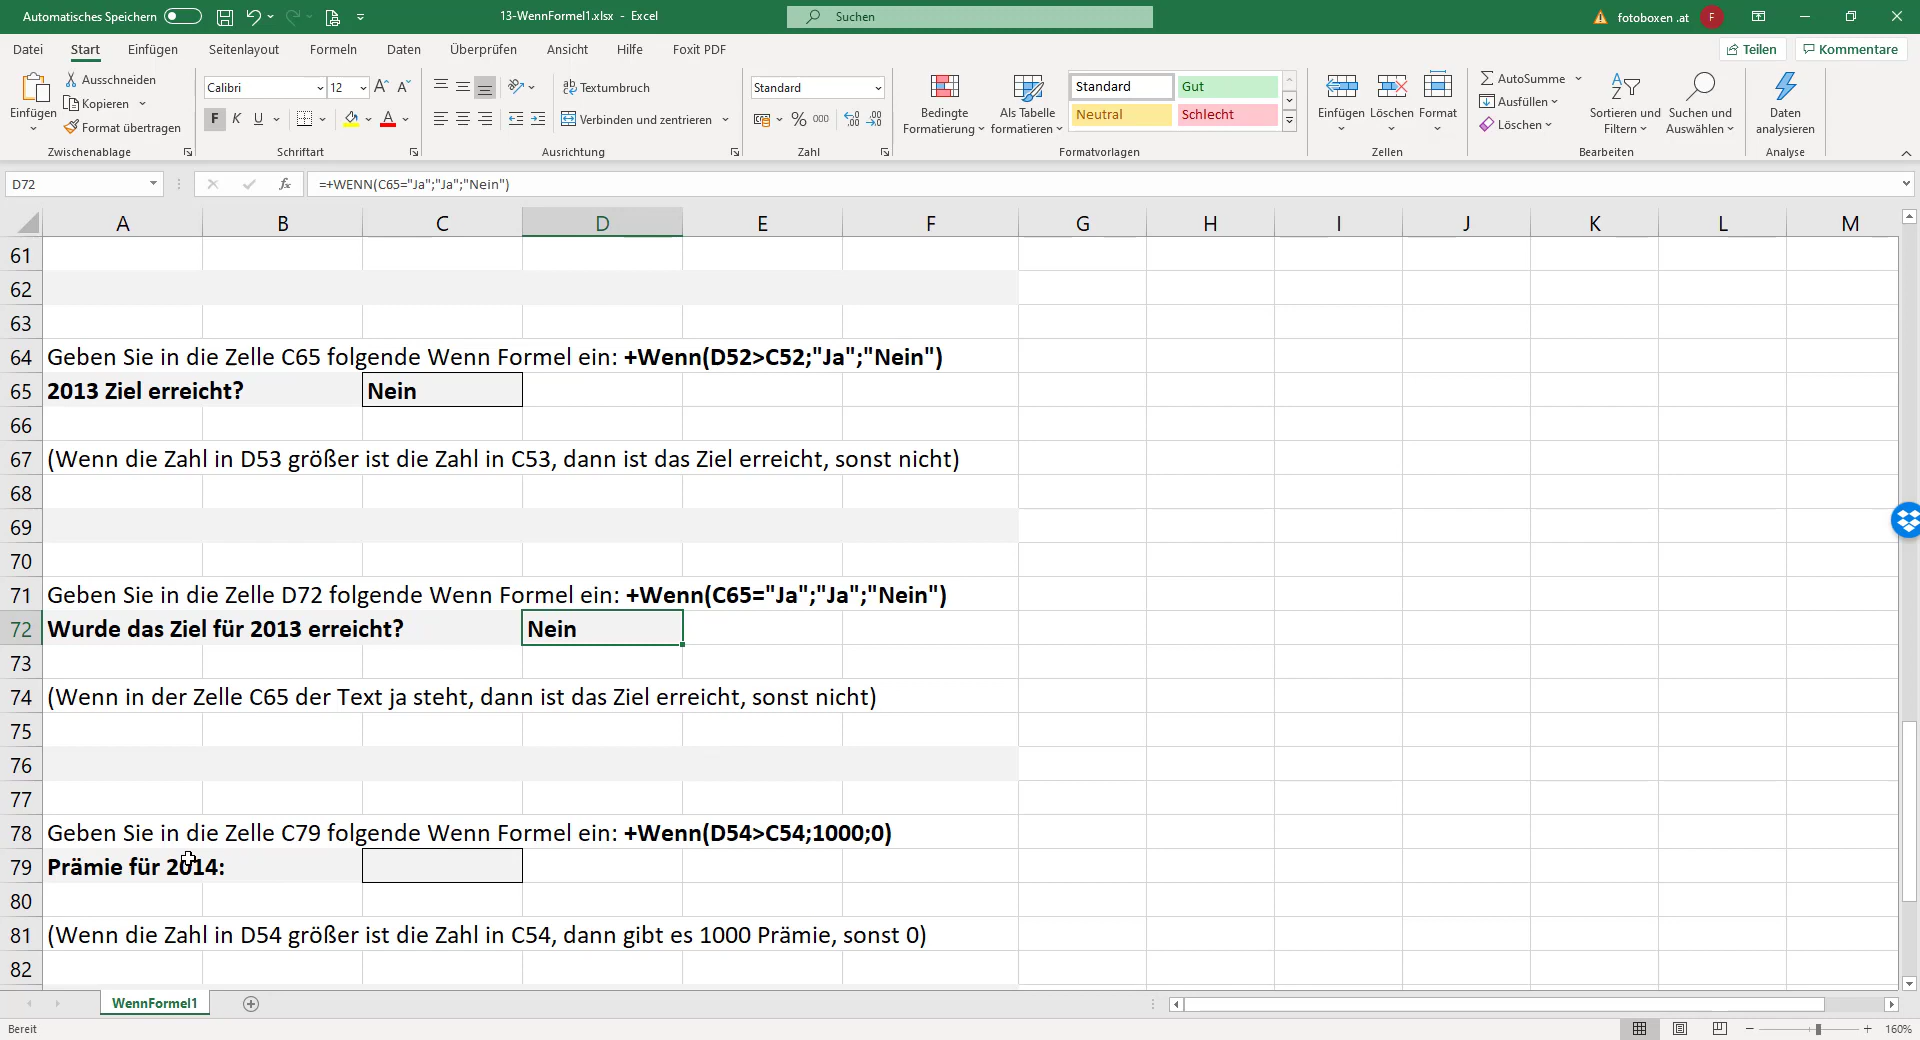 Automatisches Speichern
13-WennFormel1.xlsx - Excel
Suchen
fotoboxen .at
F
Datei
Start
Einfügen
Seitenlayout
Formeln
Daten
Überprüfen
Ansicht
Hilfe
Foxit PDF
Teilen
Kommentare
Einfügen
Ausschneiden
Kopieren
Format übertragen
Zwischenablage
Calibri
12
F K U
Schriftart
Textumbruch
Verbinden und zentrieren
Ausrichtung
Standard
% 000
Zahl
Bedingte Formatierung
Als Tabelle formatieren
Standard
Gut
Neutral
Schlecht
Formatvorlagen
Einfügen
Löschen
Format
Zellen
AutoSumme
Ausfüllen
Löschen
Sortieren und Filtern
Suchen und Auswählen
Bearbeiten
Daten analysieren
Analyse
D72
fx
=+WENN(C65="Ja";"Ja";"Nein")
A B C D E F G H I J K L M
61
62
63
64 Geben Sie in die Zelle C65 folgende Wenn Formel ein: +Wenn(D52>C52;"Ja";"Nein")
65 2013 Ziel erreicht? Nein
66
67 (Wenn die Zahl in D53 größer ist die Zahl in C53, dann ist das Ziel erreicht, sonst nicht)
68
69
70
71 Geben Sie in die Zelle D72 folgende Wenn Formel ein: +Wenn(C65="Ja";"Ja";"Nein")
72 Wurde das Ziel für 2013 erreicht? Nein
73
74 (Wenn in der Zelle C65 der Text ja steht, dann ist das Ziel erreicht, sonst nicht)
75
76
77
78 Geben Sie in die Zelle C79 folgende Wenn Formel ein: +Wenn(D54>C54;1000;0)
79 Prämie für 2014:
80
81 (Wenn die Zahl in D54 größer ist die Zahl in C54, dann gibt es 1000 Prämie, sonst 0)
82
WennFormel1
Bereit
160%